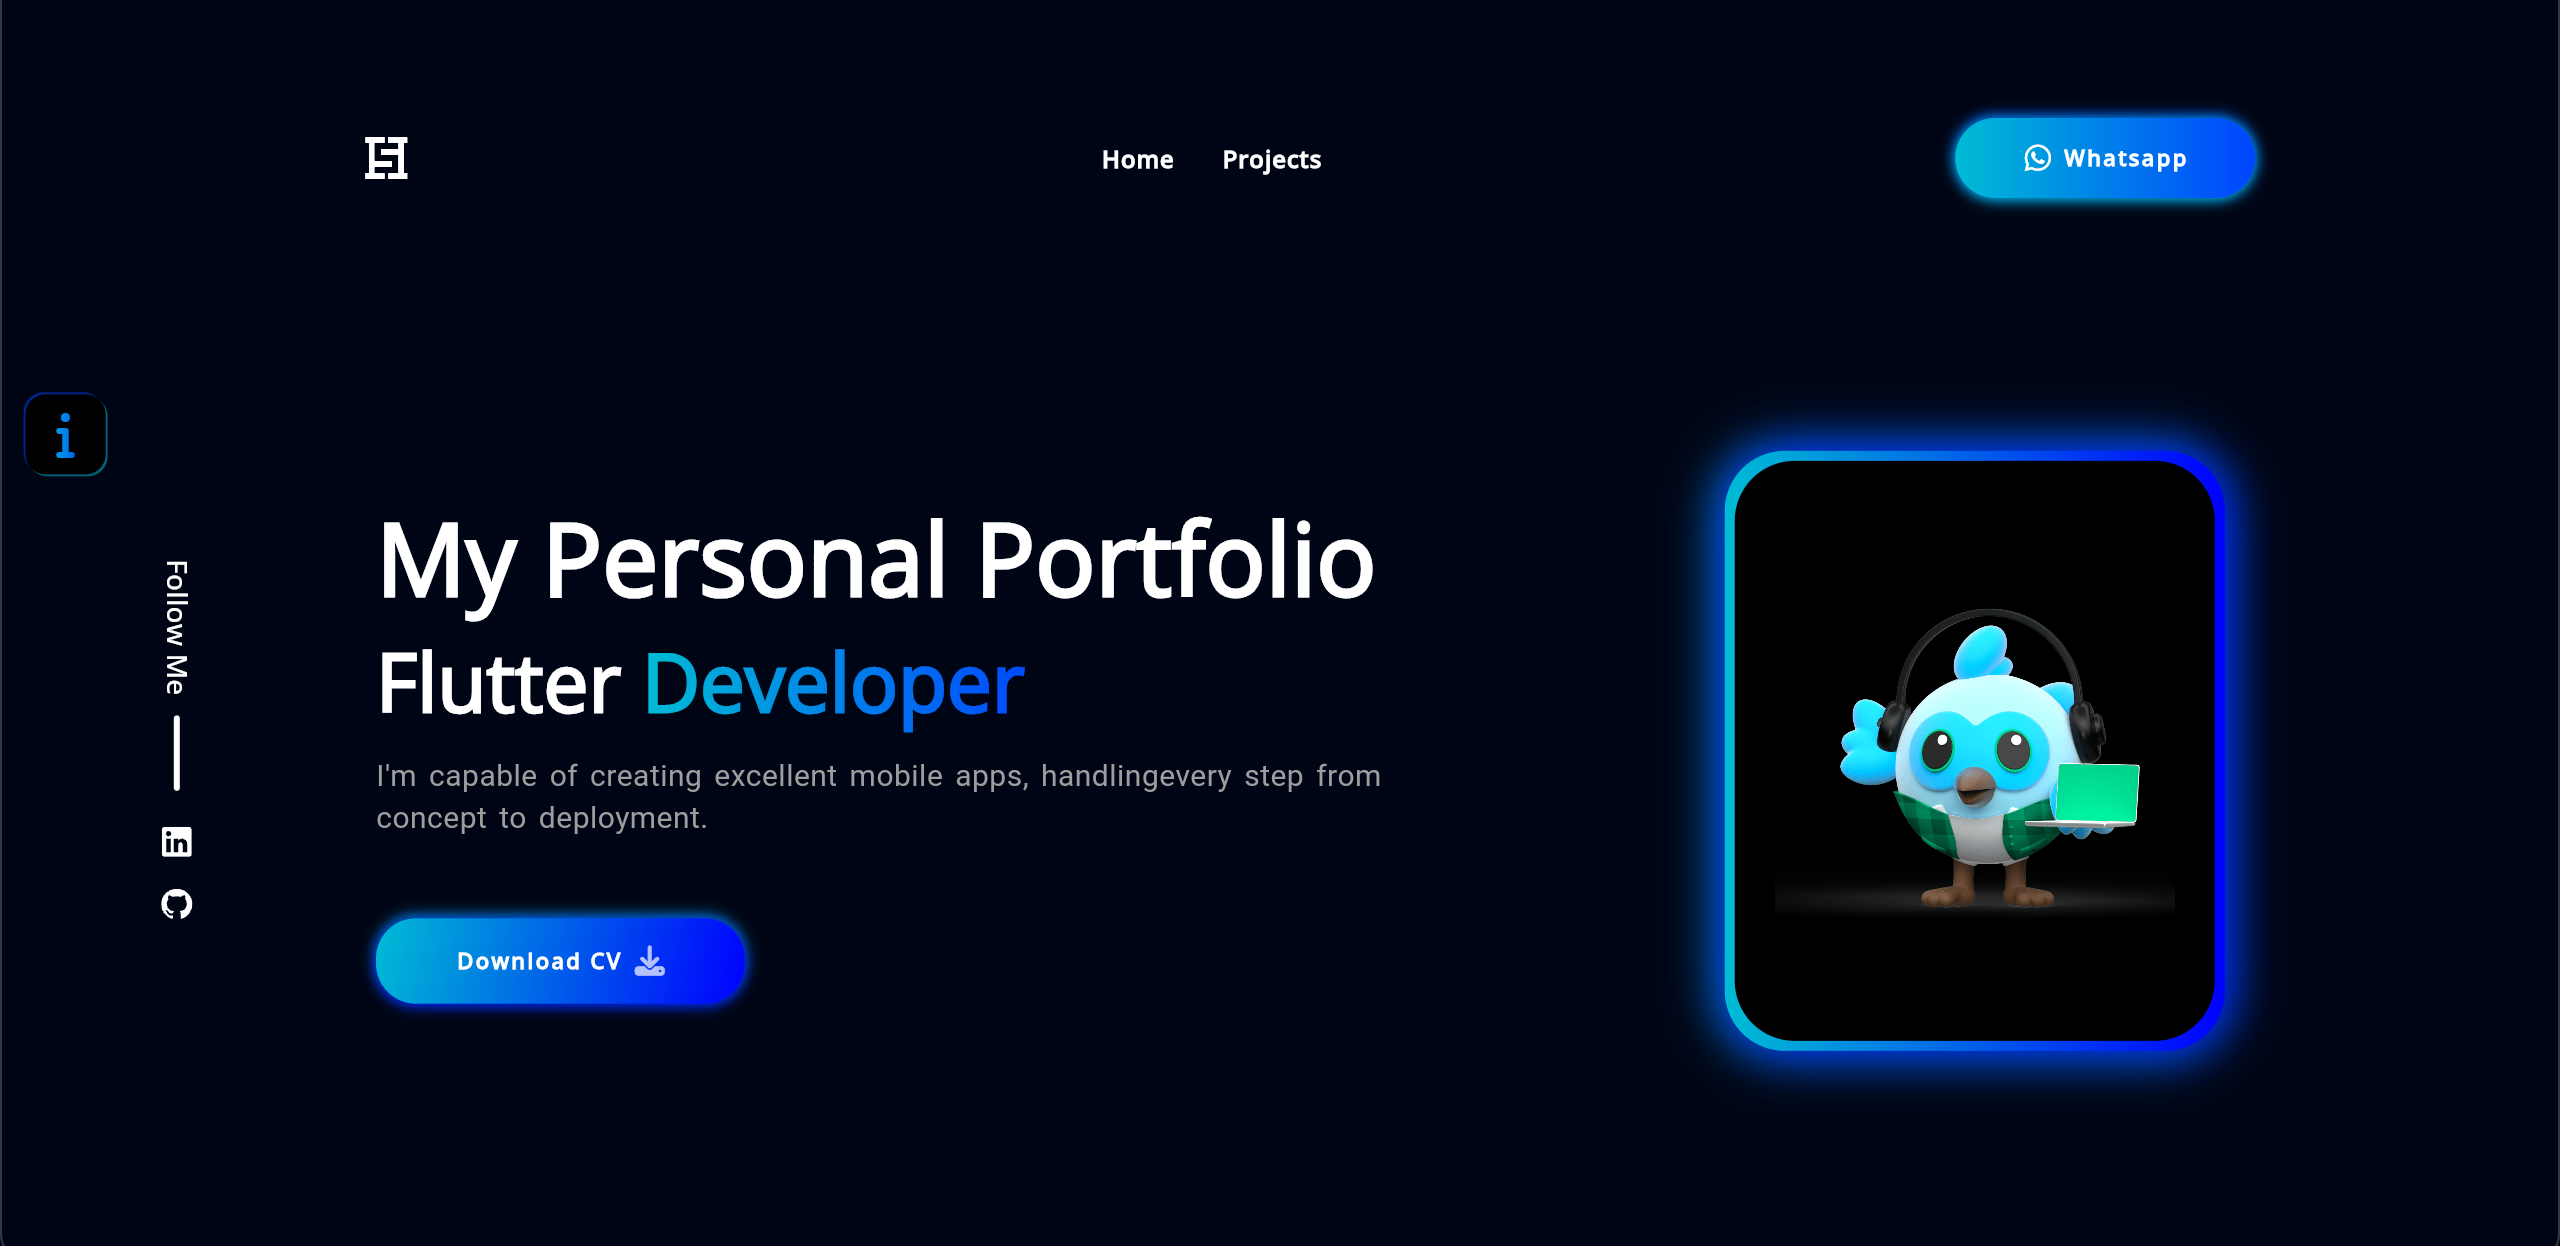 Home Projects
Whatsapp
i
Follow Me
My Personal Portfolio
Flutter Developer
I'm capable of creating excellent mobile apps, handlingevery step from
concept to deployment.
in
Download CV